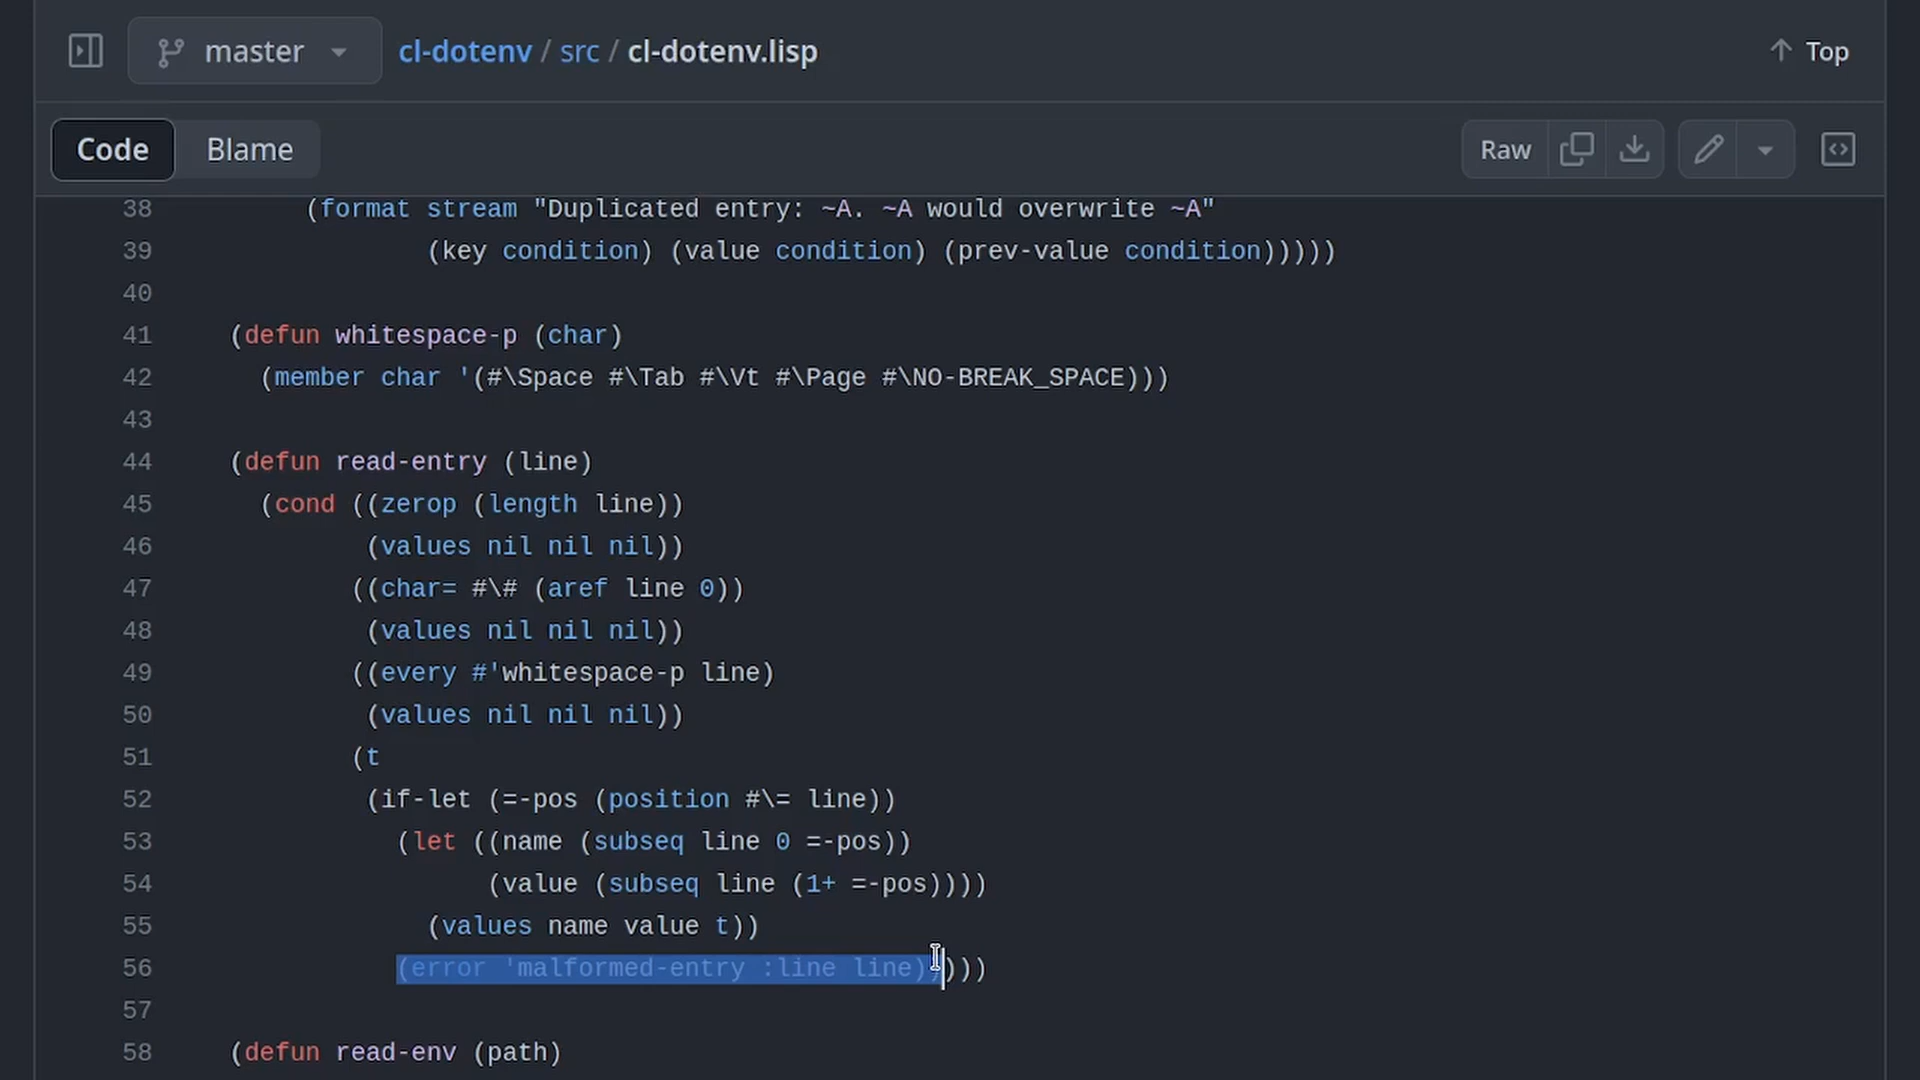 master cl-dotenv / src / cl-dotenv.lisp Top
Code Blame Raw
38 (format stream "Duplicated entry: ~A. ~A would overwrite ~A"
39 (key condition) (value condition) (prev-value condition)))))
40
41 (defun whitespace-p (char)
42 (member char '(#\Space #\Tab #\Vt #\Page #\NO-BREAK_SPACE)))
43
44 (defun read-entry (line)
45 (cond ((zerop (length line))
46 (values nil nil nil))
47 ((char= #\# (aref line 0))
48 (values nil nil nil))
49 ((every #'whitespace-p line)
50 (values nil nil nil))
51 (t
52 (if-let (=-pos (position #\= line))
53 (let ((name (subseq line 0 =-pos))
54 (value (subseq line (1+ =-pos))))
55 (values name value t))
56 (error 'malformed-entry :line line)))))
57
58 (defun read-env (path)